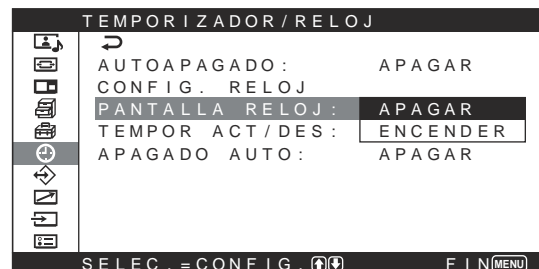 TEMPORIZADOR/RELOJ
AUTOAPAGADO: APAGAR
CONFIG. RELOJ
PANTALLA RELOJ: APAGAR
TEMPOR ACT/DES: ENCENDER
APAGADO AUTO: APAGAR
SELEC.=CONFIG. FIN MENU